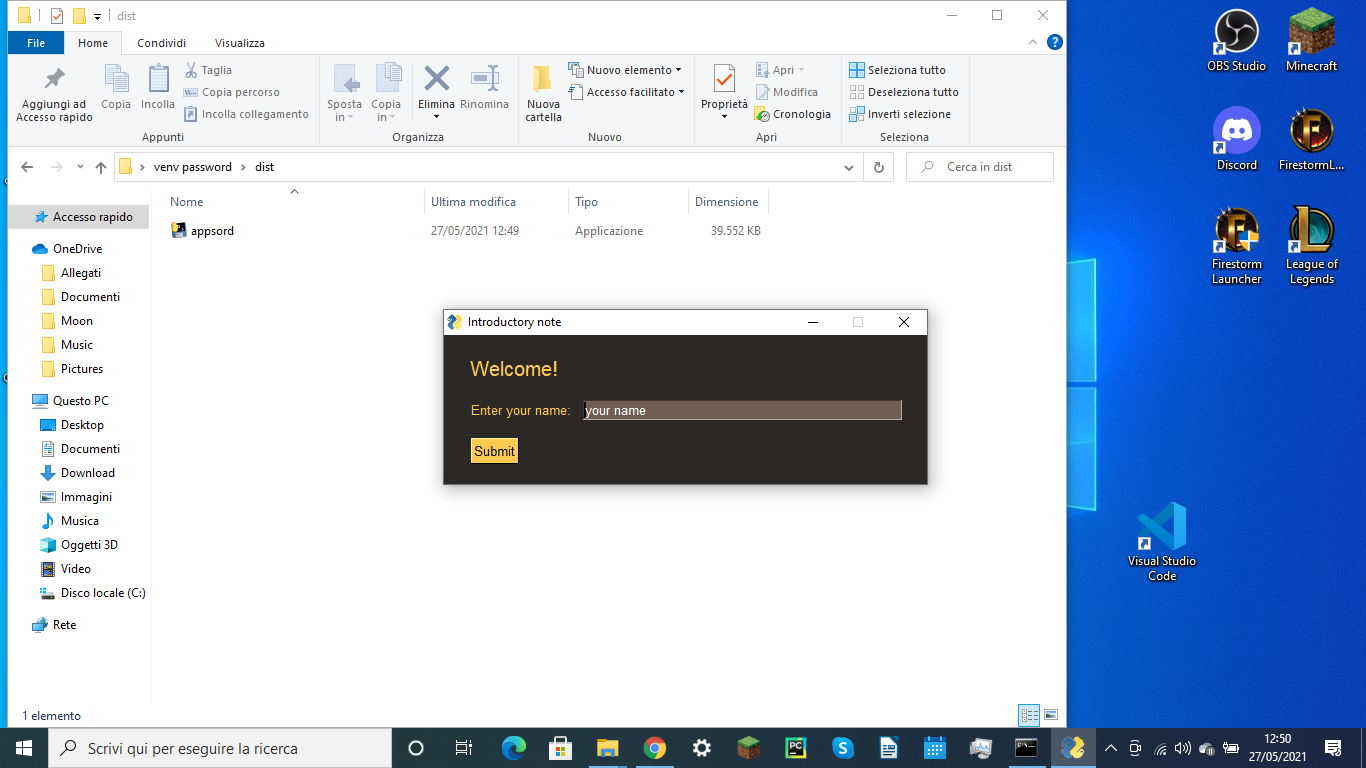 dist
File Home Condividi Visualizza
Aggiungi ad
Accesso rapido
Copia
Incolla
Taglia
Copia percorso
Incolla collegamento
Appunti
Sposta
in
Copia
in
Elimina
Rinomina
Organizza
Nuova
cartella
Nuovo elemento
Accesso facilitato
Nuovo
Proprietà
Apri
Modifica
Cronologia
Apri
Seleziona tutto
Deseleziona tutto
Inverti selezione
Selezione
venv password > dist
Cerca in dist
Nome Ultima modifica Tipo Dimensione
appsord 27/05/2021 12:49 Applicazione 39.552 KB
Accesso rapido
OneDrive
Allegati
Documenti
Moon
Music
Pictures
Questo PC
Desktop
Documenti
Download
Immagini
Musica
Oggetti 3D
Video
Disco locale (C:)
Rete
1 elemento
Introductory note
Welcome!
Enter your name: your name
Submit
OBS Studio
Minecraft
Discord
FirestormL...
Firestorm
Launcher
League of
Legends
Visual Studio
Code
Scrivi qui per eseguire la ricerca
12:50
27/05/2021